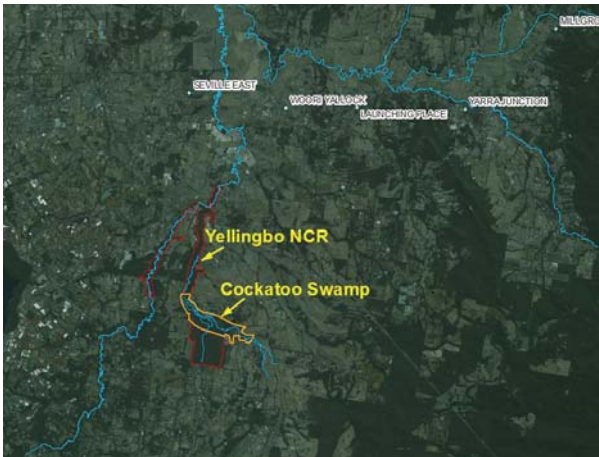 MILLGRO
SEVILLE EAST
WOORI YALLOCK
YARRA JUNCTION
LAUNCHING PLACE
Yellingbo NCR
Cockatoo Swamp